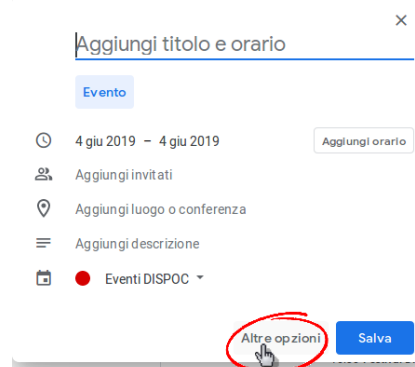 Aggiungi titolo e orario
Evento
4 giu 2019 – 4 giu 2019 Aggiungi orario
Aggiungi invitati
Aggiungi luogo o conferenza
Aggiungi descrizione
Eventi DISPOC
Altre opzioni Salva